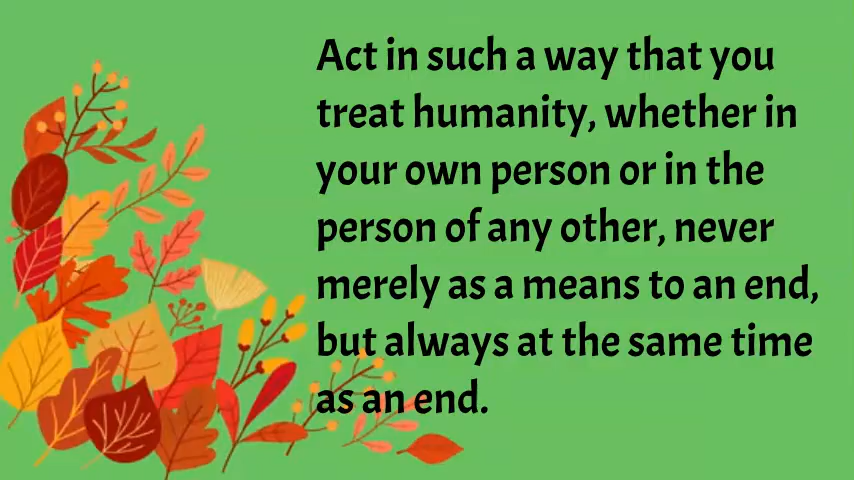 Act in such a way that you
treat humanity, whether in
your own person or in the
person of any other, never
merely as a means to an end,
but always at the same time
as an end.